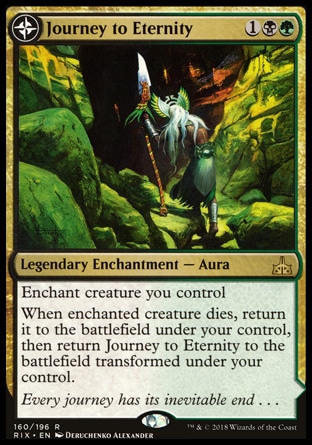 Journey to Eternity 1
Legendary Enchantment — Aura
Enchant creature you control
When enchanted creature dies, return
it to the battlefield under your control,
then return Journey to Eternity to the
battlefield transformed under your
control.
Every journey has its inevitable end . . .
160/196 R
RIX • EN Deruchenko Alexander ™ & © 2018 Wizards of the Coast